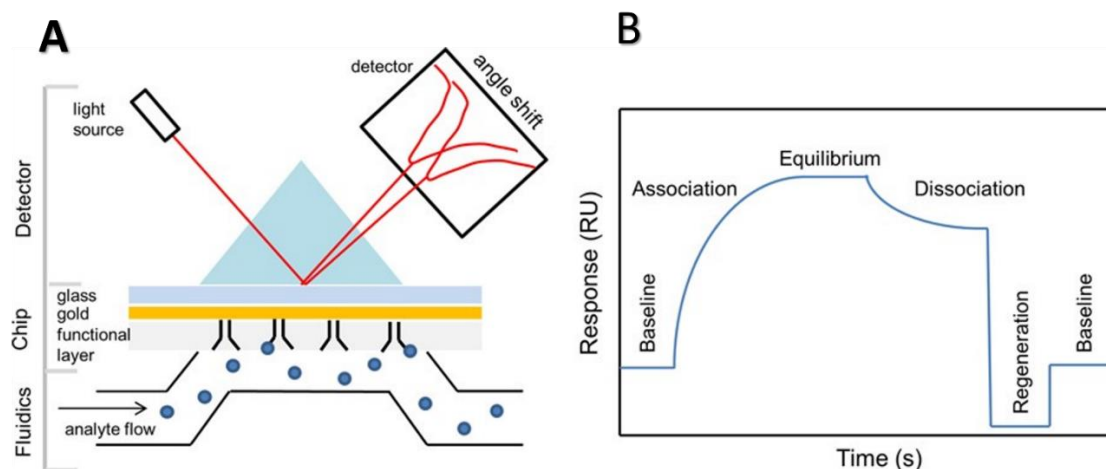 A
Detector
Chip
Fluidics
light
source
detector
angle shift
glass
gold
functional
layer
analyte flow
B
Response (RU)
Baseline
Association
Equilibrium
Dissociation
Regeneration
Baseline
Time (s)